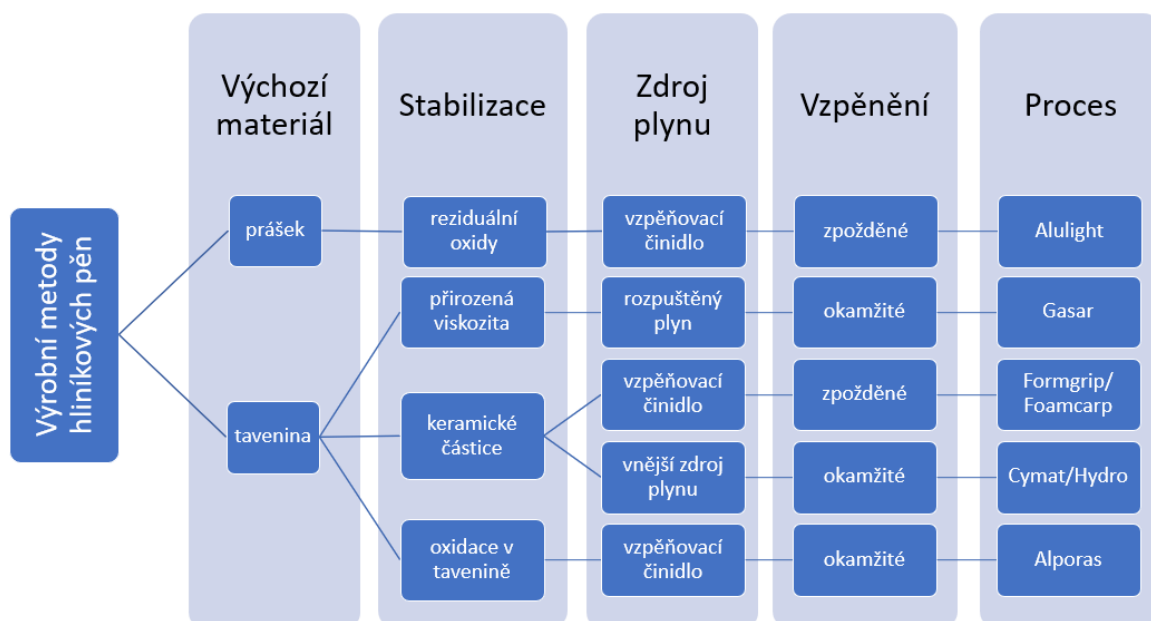 Výchozí
materiál
Stabilizace
Zdroj
plynu
Vzpěnění
Proces
Výrobní metody
hliníkových pěn
prášek
reziduální
oxidy
vzpěňovací
činidlo
zpožděné
Alulight
tavenina
přirozená
viskozita
rozpuštěný
plyn
okamžité
Gasar
keramické
částice
vzpěňovací
činidlo
zpožděné
Formgrip/
Foamcarp
vnější zdroj
plynu
okamžité
Cymat/Hydro
oxidace v
tavenině
vzpěňovací
činidlo
okamžité
Alporas